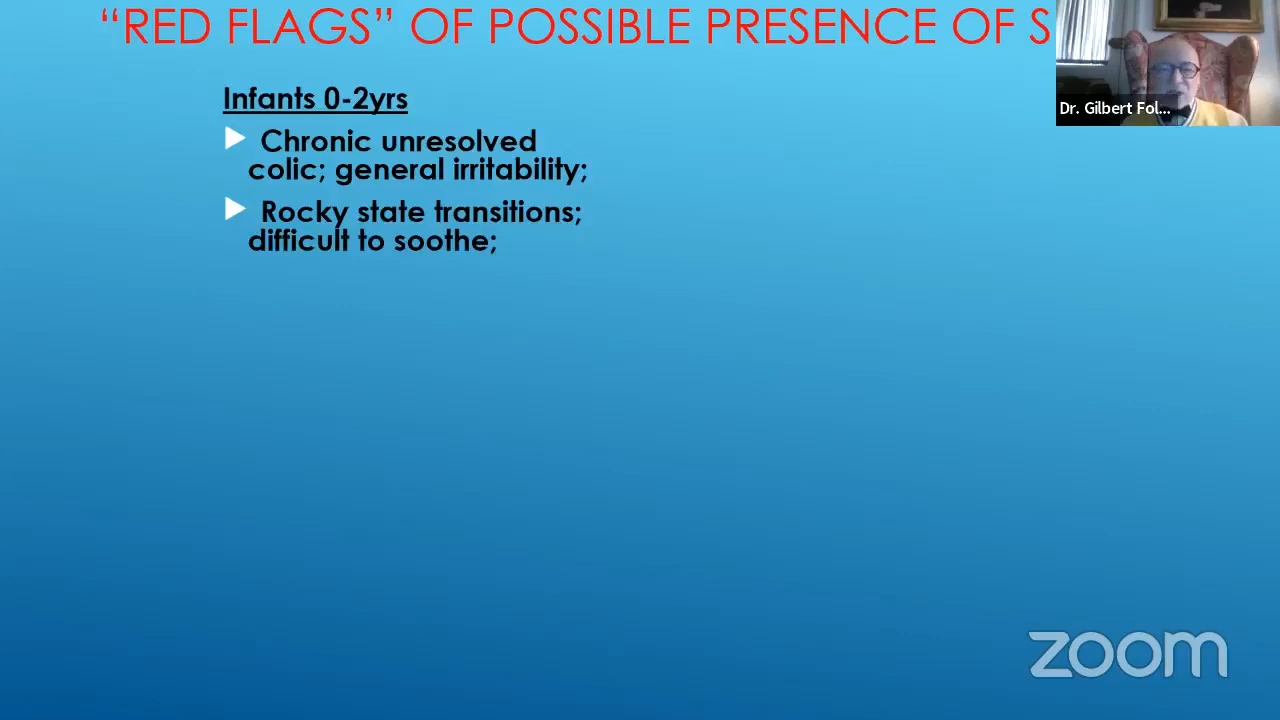 “RED FLAGS” OF POSSIBLE PRESENCE OF S
Dr. Gilbert Fol...
Infants 0-2yrs
Chronic unresolved
colic; general irritability;
Rocky state transitions;
difficult to soothe;
zoom